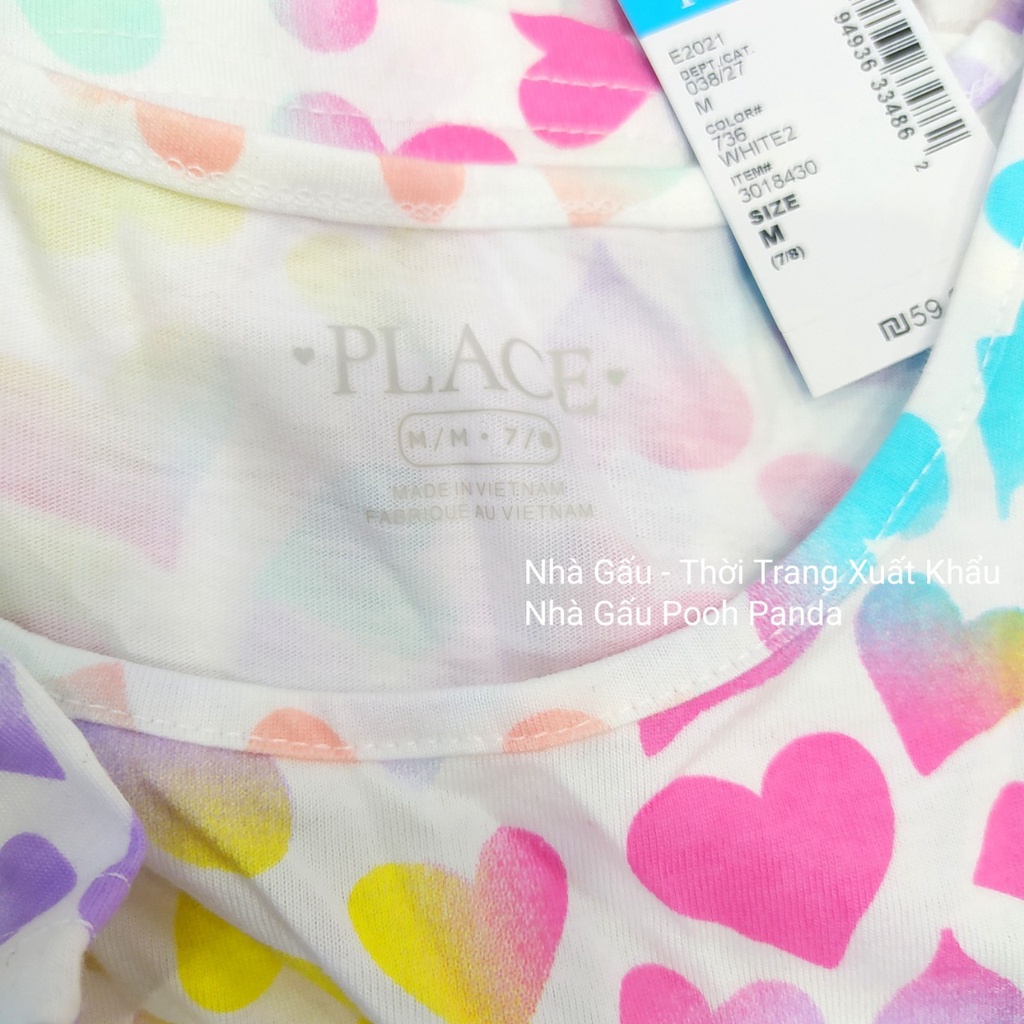 E2021
DEPT./CAT.
038/27
M
COLOR#
736
WHITE2
ITEM#
3018430
SIZE
M
(7/8)
₪59.
94936 33486
2
PLACE
M/M • 7/8
MADE IN VIETNAM
FABRIQUE AU VIETNAM
Nhà Gấu - Thời Trang Xuất Khẩu
Nhà Gấu Pooh Panda